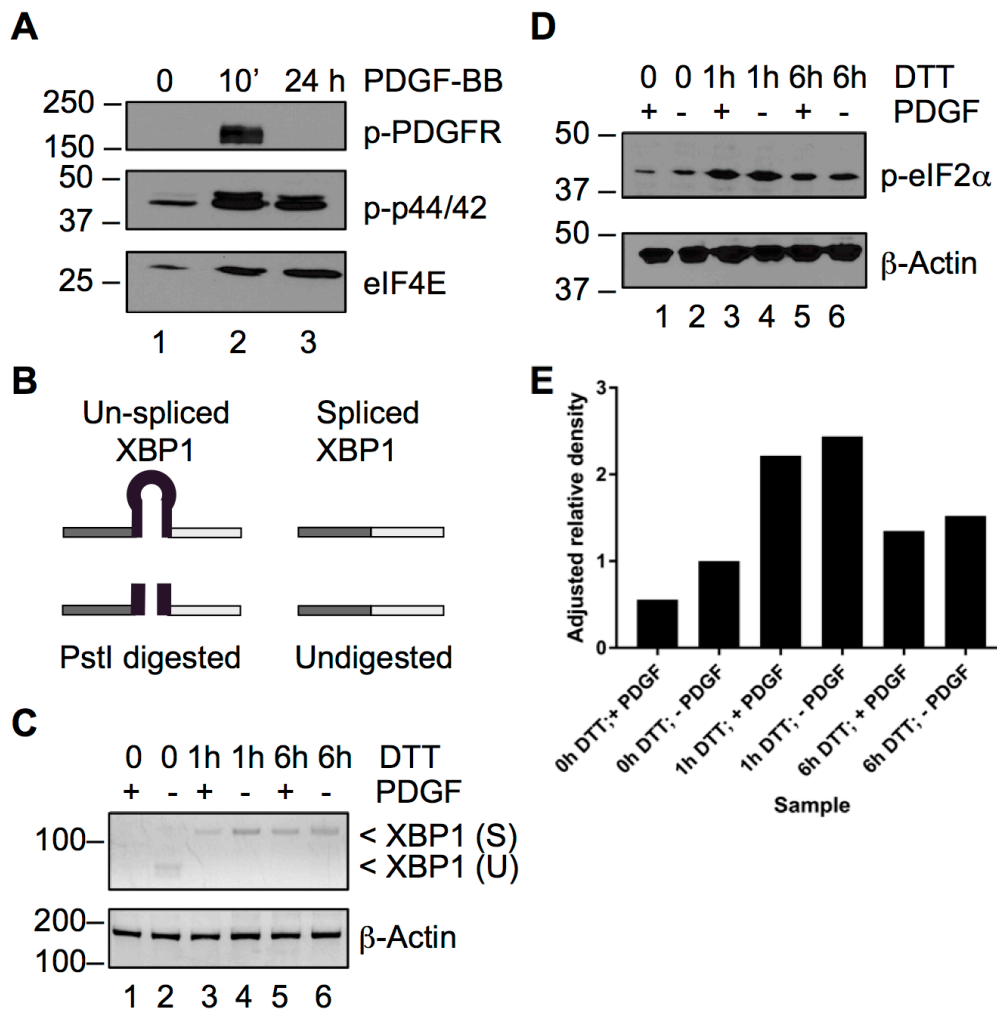 A
0 10’ 24 h PDGF-BB
250
150
p-PDGFR
50
37
p-p44/42
25
eIF4E
1 2 3
B
Un-spliced
XBP1
Spliced
XBP1
PstI digested
Undigested
C
0 0 1h 1h 6h 6h DTT
+ - + - + - PDGF
100
< XBP1 (S)
< XBP1 (U)
200
100
β-Actin
1 2 3 4 5 6
D
0 0 1h 1h 6h 6h DTT
+ - + - + - PDGF
50
37
p-eIF2α
50
37
β-Actin
1 2 3 4 5 6
E
Adjusted relative density
3
2
1
0
0h DTT;+ PDGF
0h DTT; - PDGF
1h DTT; + PDGF
1h DTT; - PDGF
6h DTT; + PDGF
6h DTT; - PDGF
Sample